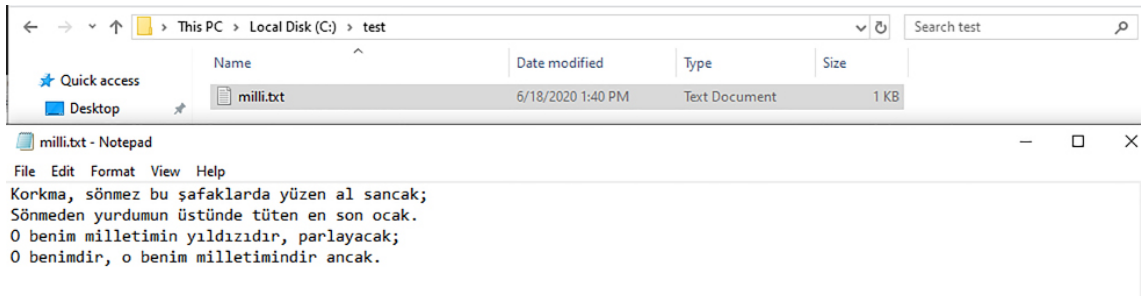 This PC > Local Disk (C:) > test
Search test
Name Date modified Type Size
Quick access
Desktop
milli.txt 6/18/2020 1:40 PM Text Document 1 KB
milli.txt - Notepad
File Edit Format View Help
Korkma, sönmez bu şafaklarda yüzen al sancak;
Sönmeden yurdumun üstünde tüten en son ocak.
O benim milletimin yıldızıdır, parlayacak;
O benimdir, o benim milletimindir ancak.